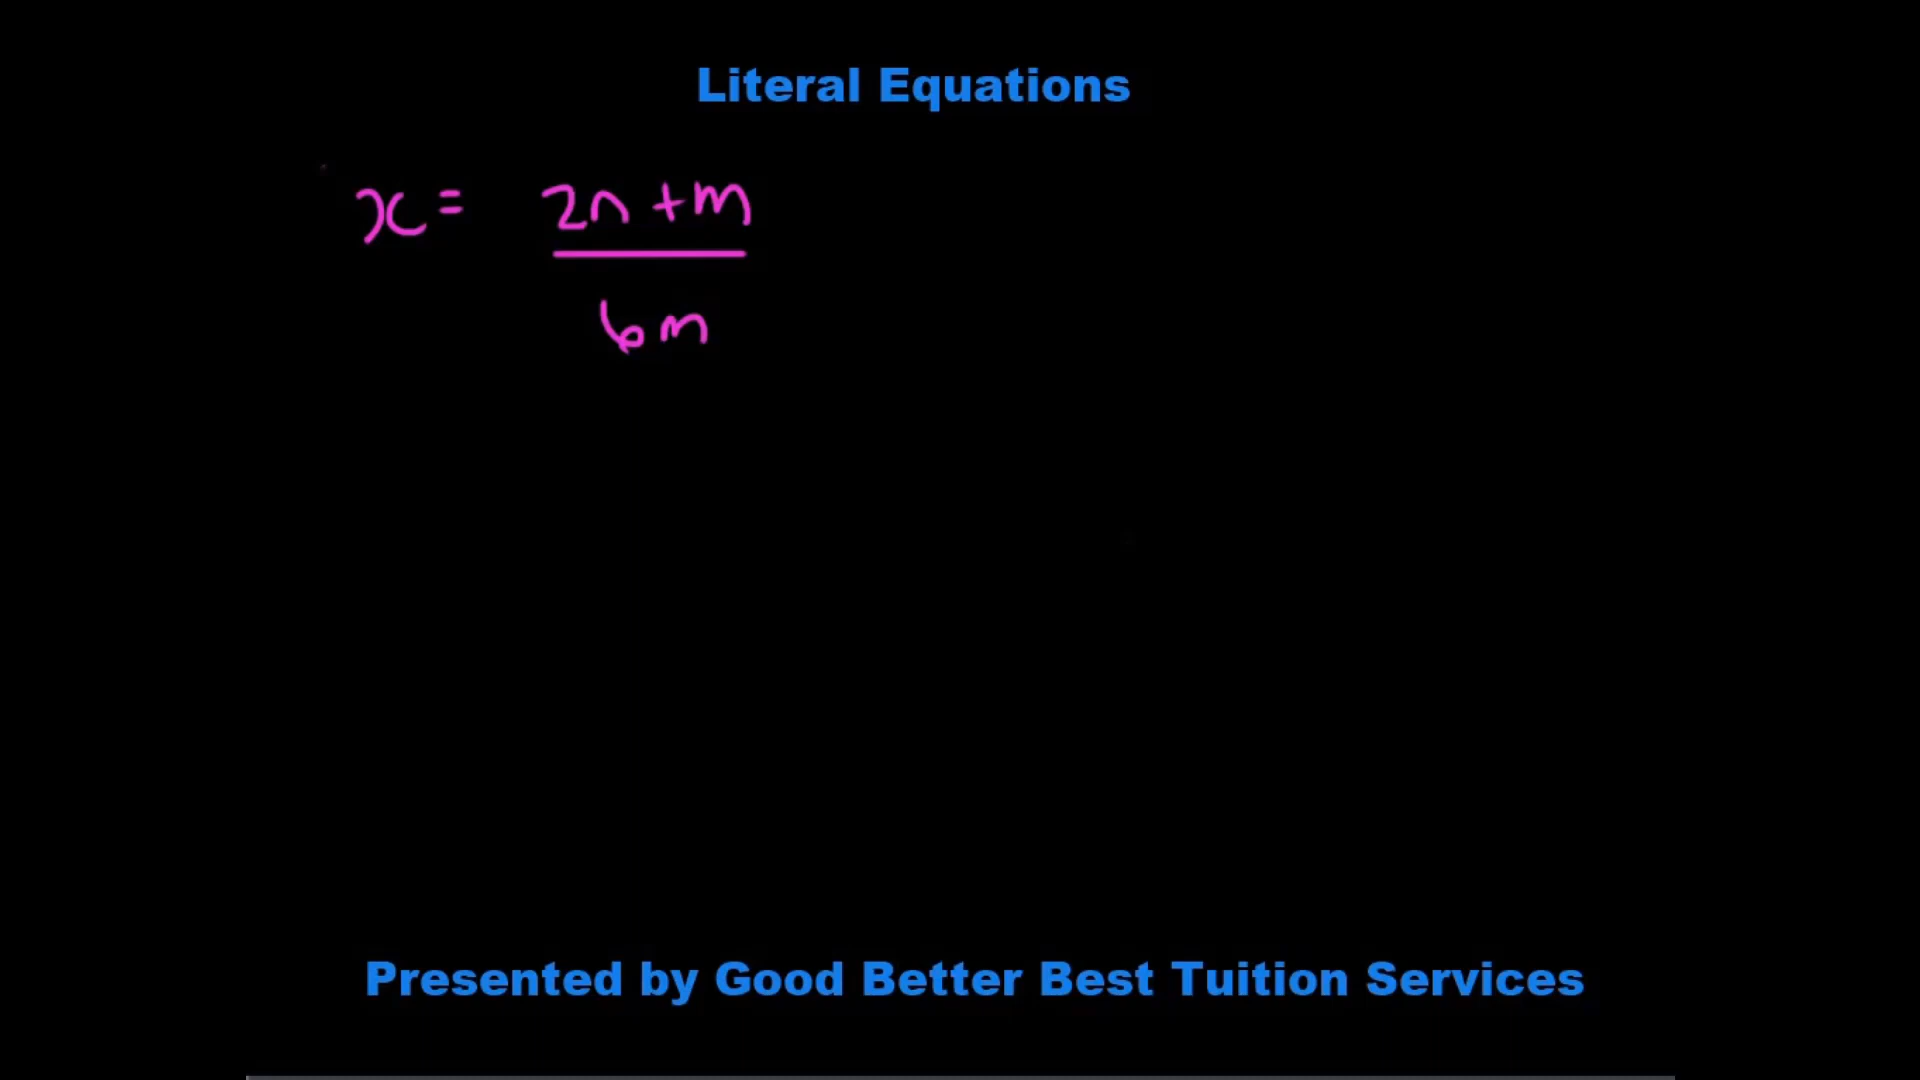 Literal Equations
x = 2n + m
6m
Presented by Good Better Best Tuition Services